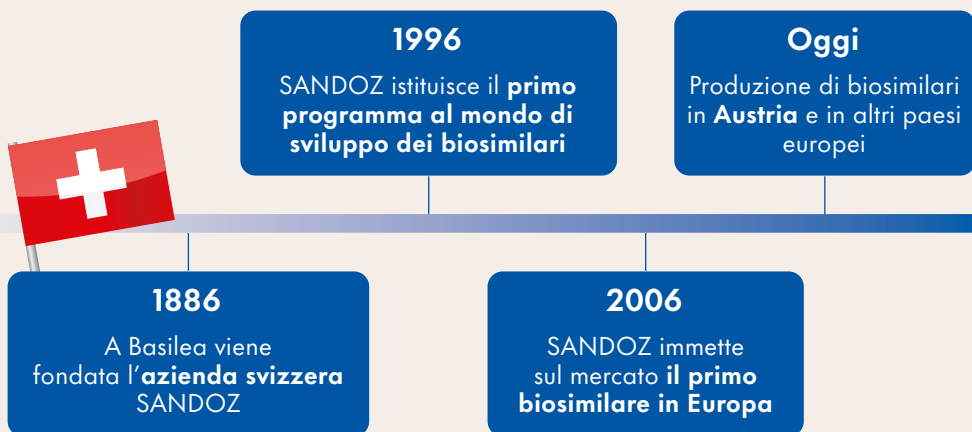 1996
SANDOZ istituisce il primo
programma al mondo di
sviluppo dei biosimilari
Oggi
Produzione di biosimilari
in Austria e in altri paesi
europei
1886
A Basilea viene
fondata l’azienda svizzera
SANDOZ
2006
SANDOZ immette
sul mercato il primo
biosimilare in Europa